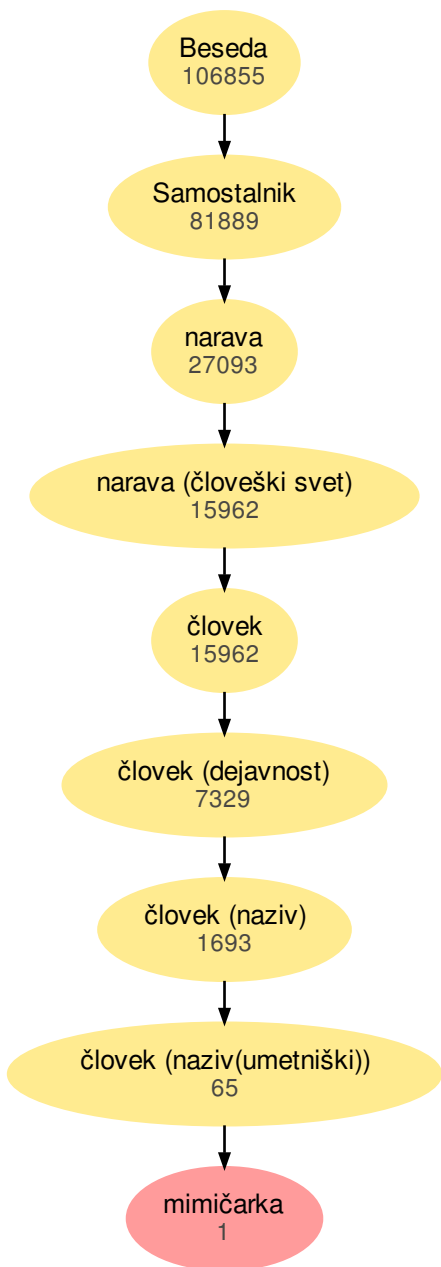 Beseda
106855
Samostalnik
81889
narava
27093
narava (človeški svet)
15962
človek
15962
človek (dejavnost)
7329
človek (naziv)
1693
človek (naziv(umetniški))
65
mimičarka
1